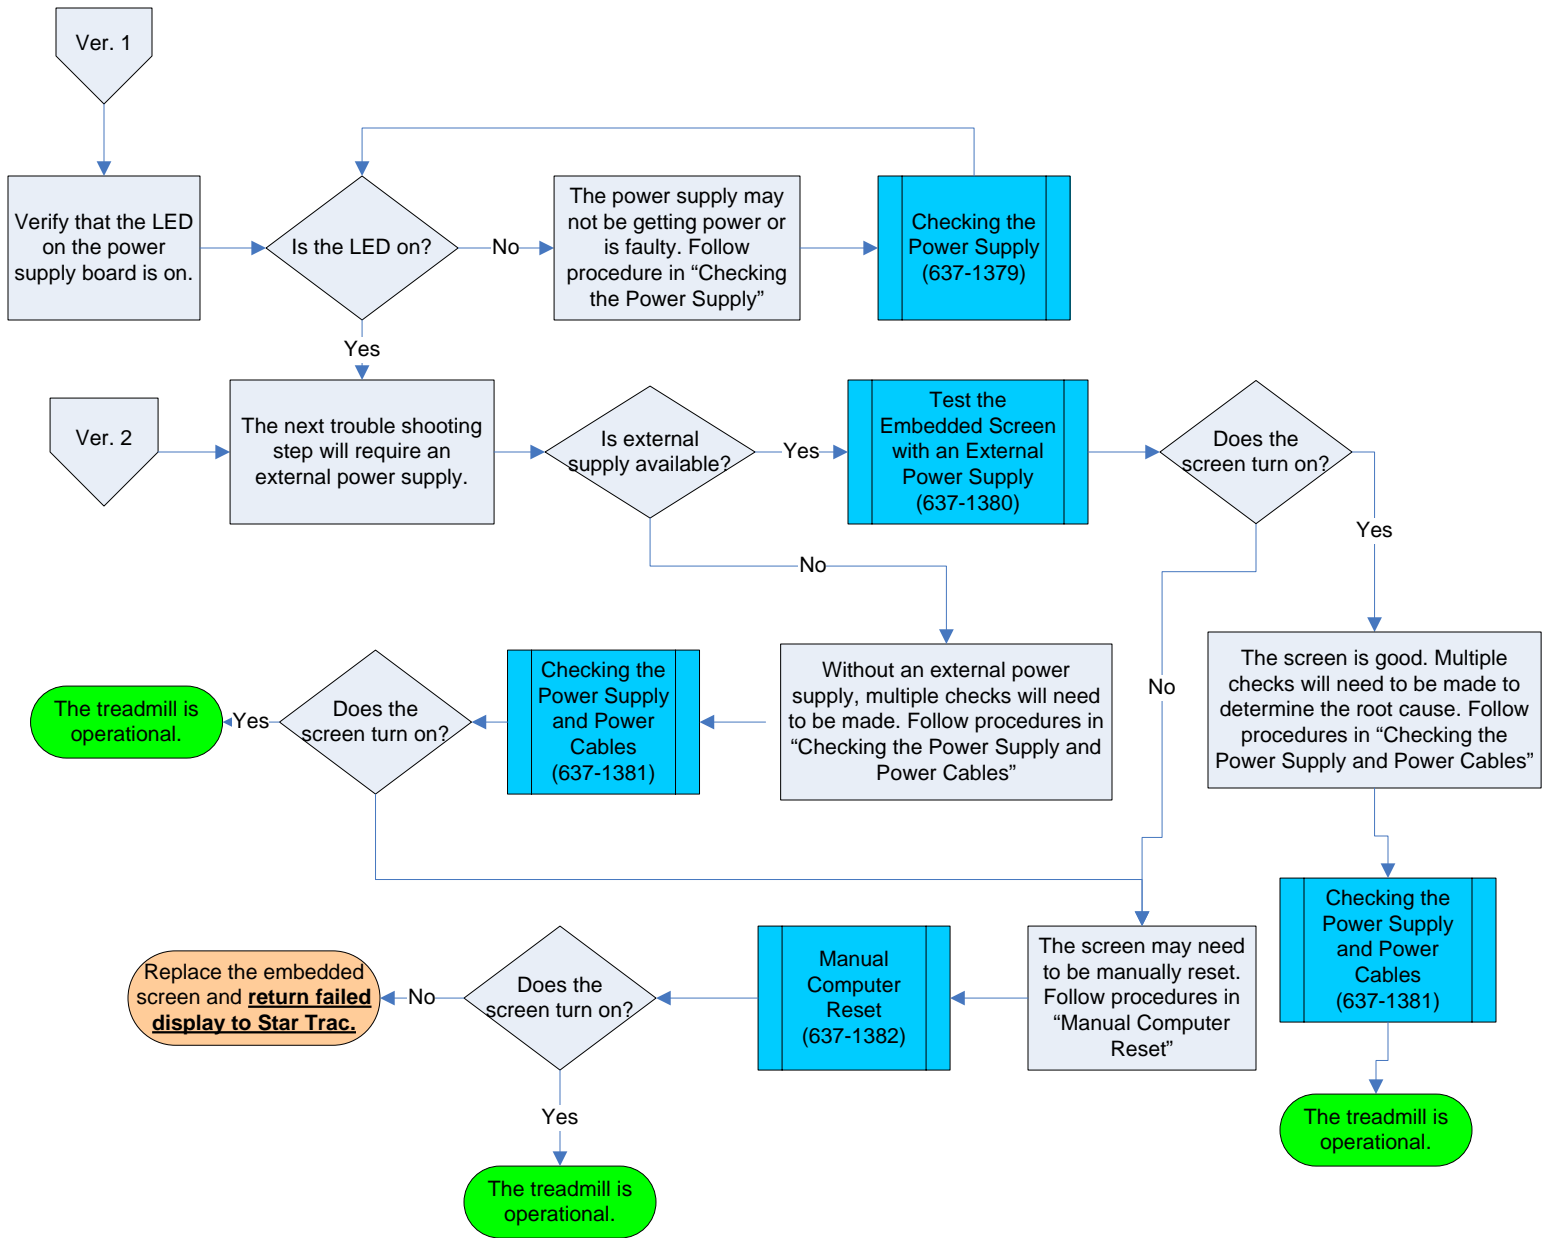 Ver. 1
Verify that the LED
on the power
supply board is on.
Is the LED on?
No
The power supply may
not be getting power or
is faulty. Follow
procedure in “Checking
the Power Supply”
Checking the
Power Supply
(637-1379)
Yes
Ver. 2
The next trouble shooting
step will require an
external power supply.
Is external
supply available?
Yes
Test the
Embedded Screen
with an External
Power Supply
(637-1380)
Does the
screen turn on?
Yes
No
No
The screen is good. Multiple
checks will need to be made to
determine the root cause. Follow
procedures in “Checking the
Power Supply and Power Cables”
Without an external power
supply, multiple checks will need
to be made. Follow procedures in
“Checking the Power Supply and
Power Cables”
Checking the
Power Supply
and Power
Cables
(637-1381)
Does the
screen turn on?
Yes
The treadmill is
operational.
Checking the
Power Supply
and Power
Cables
(637-1381)
The treadmill is
operational.
The screen may need
to be manually reset.
Follow procedures in
“Manual Computer
Reset”
Manual
Computer
Reset
(637-1382)
Does the
screen turn on?
No
Replace the embedded
screen and return failed
display to Star Trac.
Yes
The treadmill is
operational.